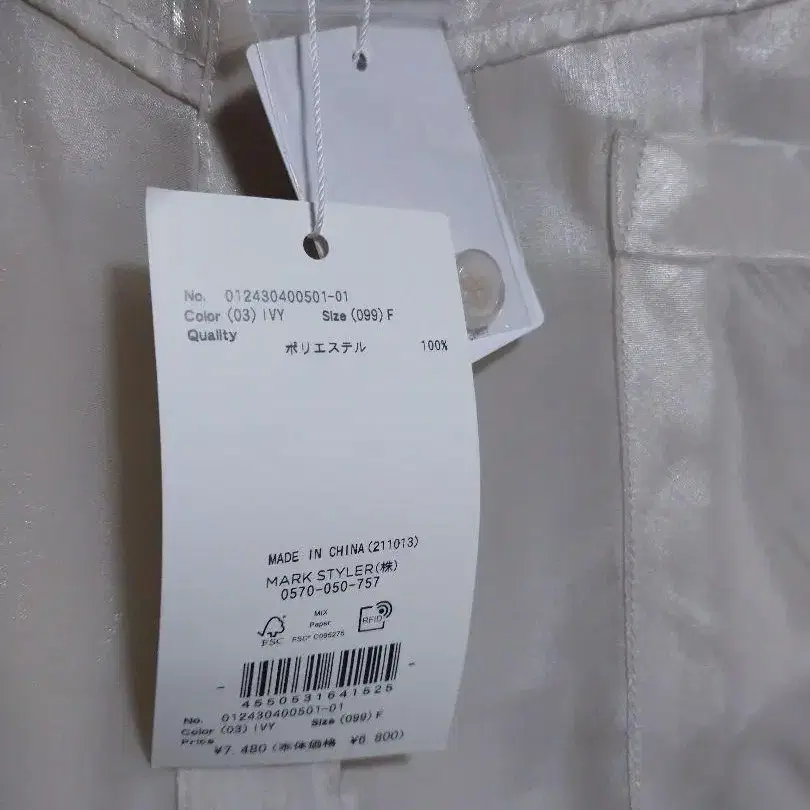 No. 012430400501-01
Color (03) IVY Size (099) F
Quality
ポリエステル 100%
MADE IN CHINA(211013)
MARK STYLER(株)
0570-050-757
FSC
MIX
Paper
FSC® C095275
RFID
4550531641525
No. 012430400501-01
Color (03) IVY Size (099) F
Price
¥7,480 (本体価格 ¥6,800)